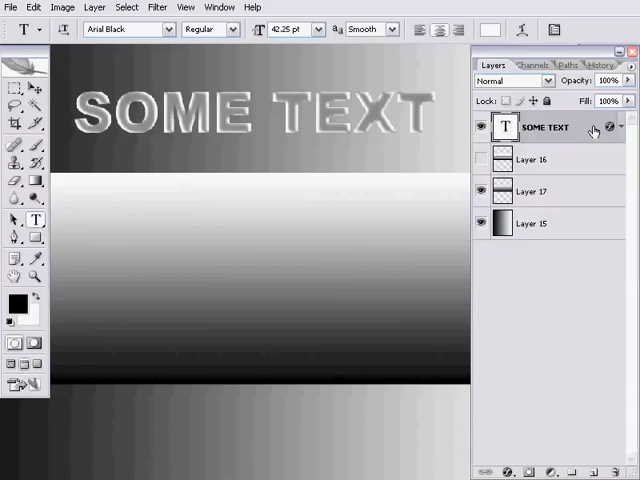 File Edit Image Layer Select Filter View Window Help
T Arial Black Regular T 42.25 pt aa Smooth
Layers Channels Paths History
Normal Opacity: 100%
Lock: Fill: 100%
T SOME TEXT
Layer 16
Layer 17
Layer 15
SOME TEXT